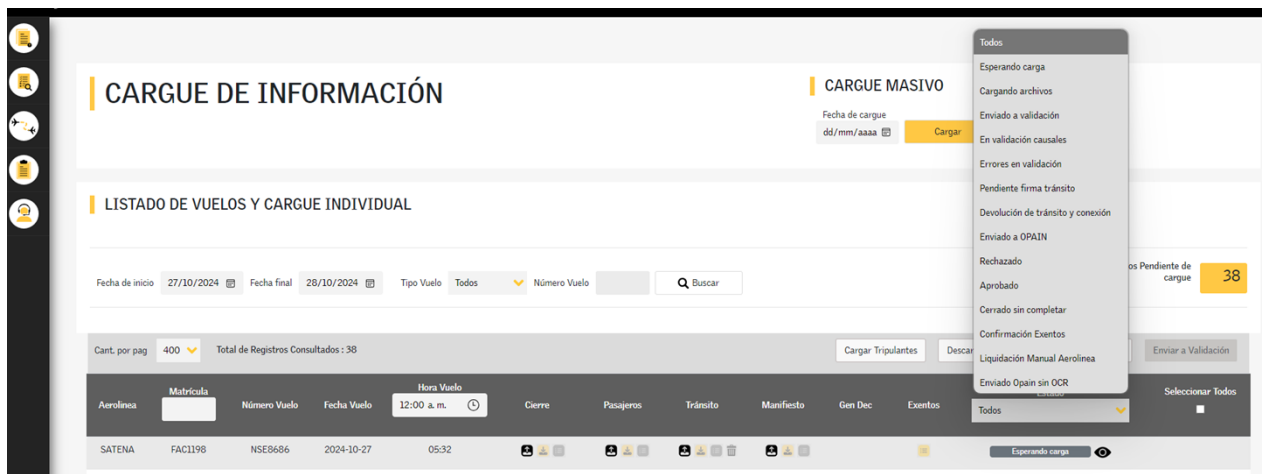 CARGUE DE INFORMACIÓN
CARGUE MASIVO
Fecha de cargue
dd/mm/aaaa
Cargar
Todos
Esperando carga
Cargando archivos
Enviado a validación
En validación causales
Errores en validación
Pendiente firma tránsito
Devolución de tránsito y conexión
Enviado a OPAIN
Rechazado
Aprobado
Cerrado sin completar
Confirmación Exentos
Liquidación Manual Aerolinea
Enviado Opain sin OCR
LISTADO DE VUELOS Y CARGUE INDIVIDUAL
Fecha de inicio 27/10/2024 Fecha final 28/10/2024 Tipo Vuelo Todos Número Vuelo Buscar
os Pendiente de
cargue 38
Cant. por pag 400 Total de Registros Consultados : 38 Cargar Tripulantes Descar Enviar a Validación
Aerolinea Matrícula Número Vuelo Fecha Vuelo Hora Vuelo Cierre Pasajeros Tránsito Manifiesto Gen Dec Exentos Estado Seleccionar Todos
12:00 a. m. Todos
SATENA FAC1198 NSE8686 2024-10-27 05:32 Esperando carga